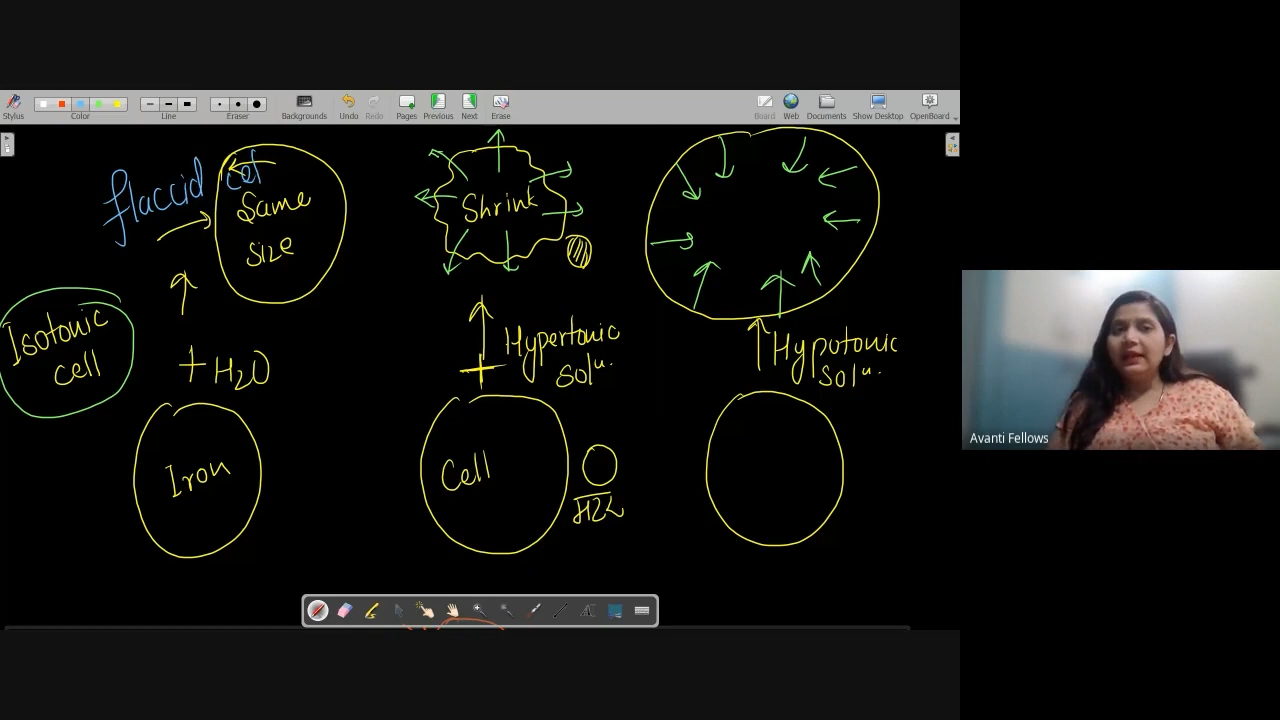 Stylus
Color
Line
Eraser
Backgrounds
Undo
Redo
Pages
Previous
Next
Erase
Board
Web
Documents
Show Desktop
OpenBoard
flaccid cel
Same
size
Shrink
Isotonic
cell
+ H2O
+
Hypertonic
Solu.
Hypotonic
Solu.
Iron
Cell
Avanti Fellows